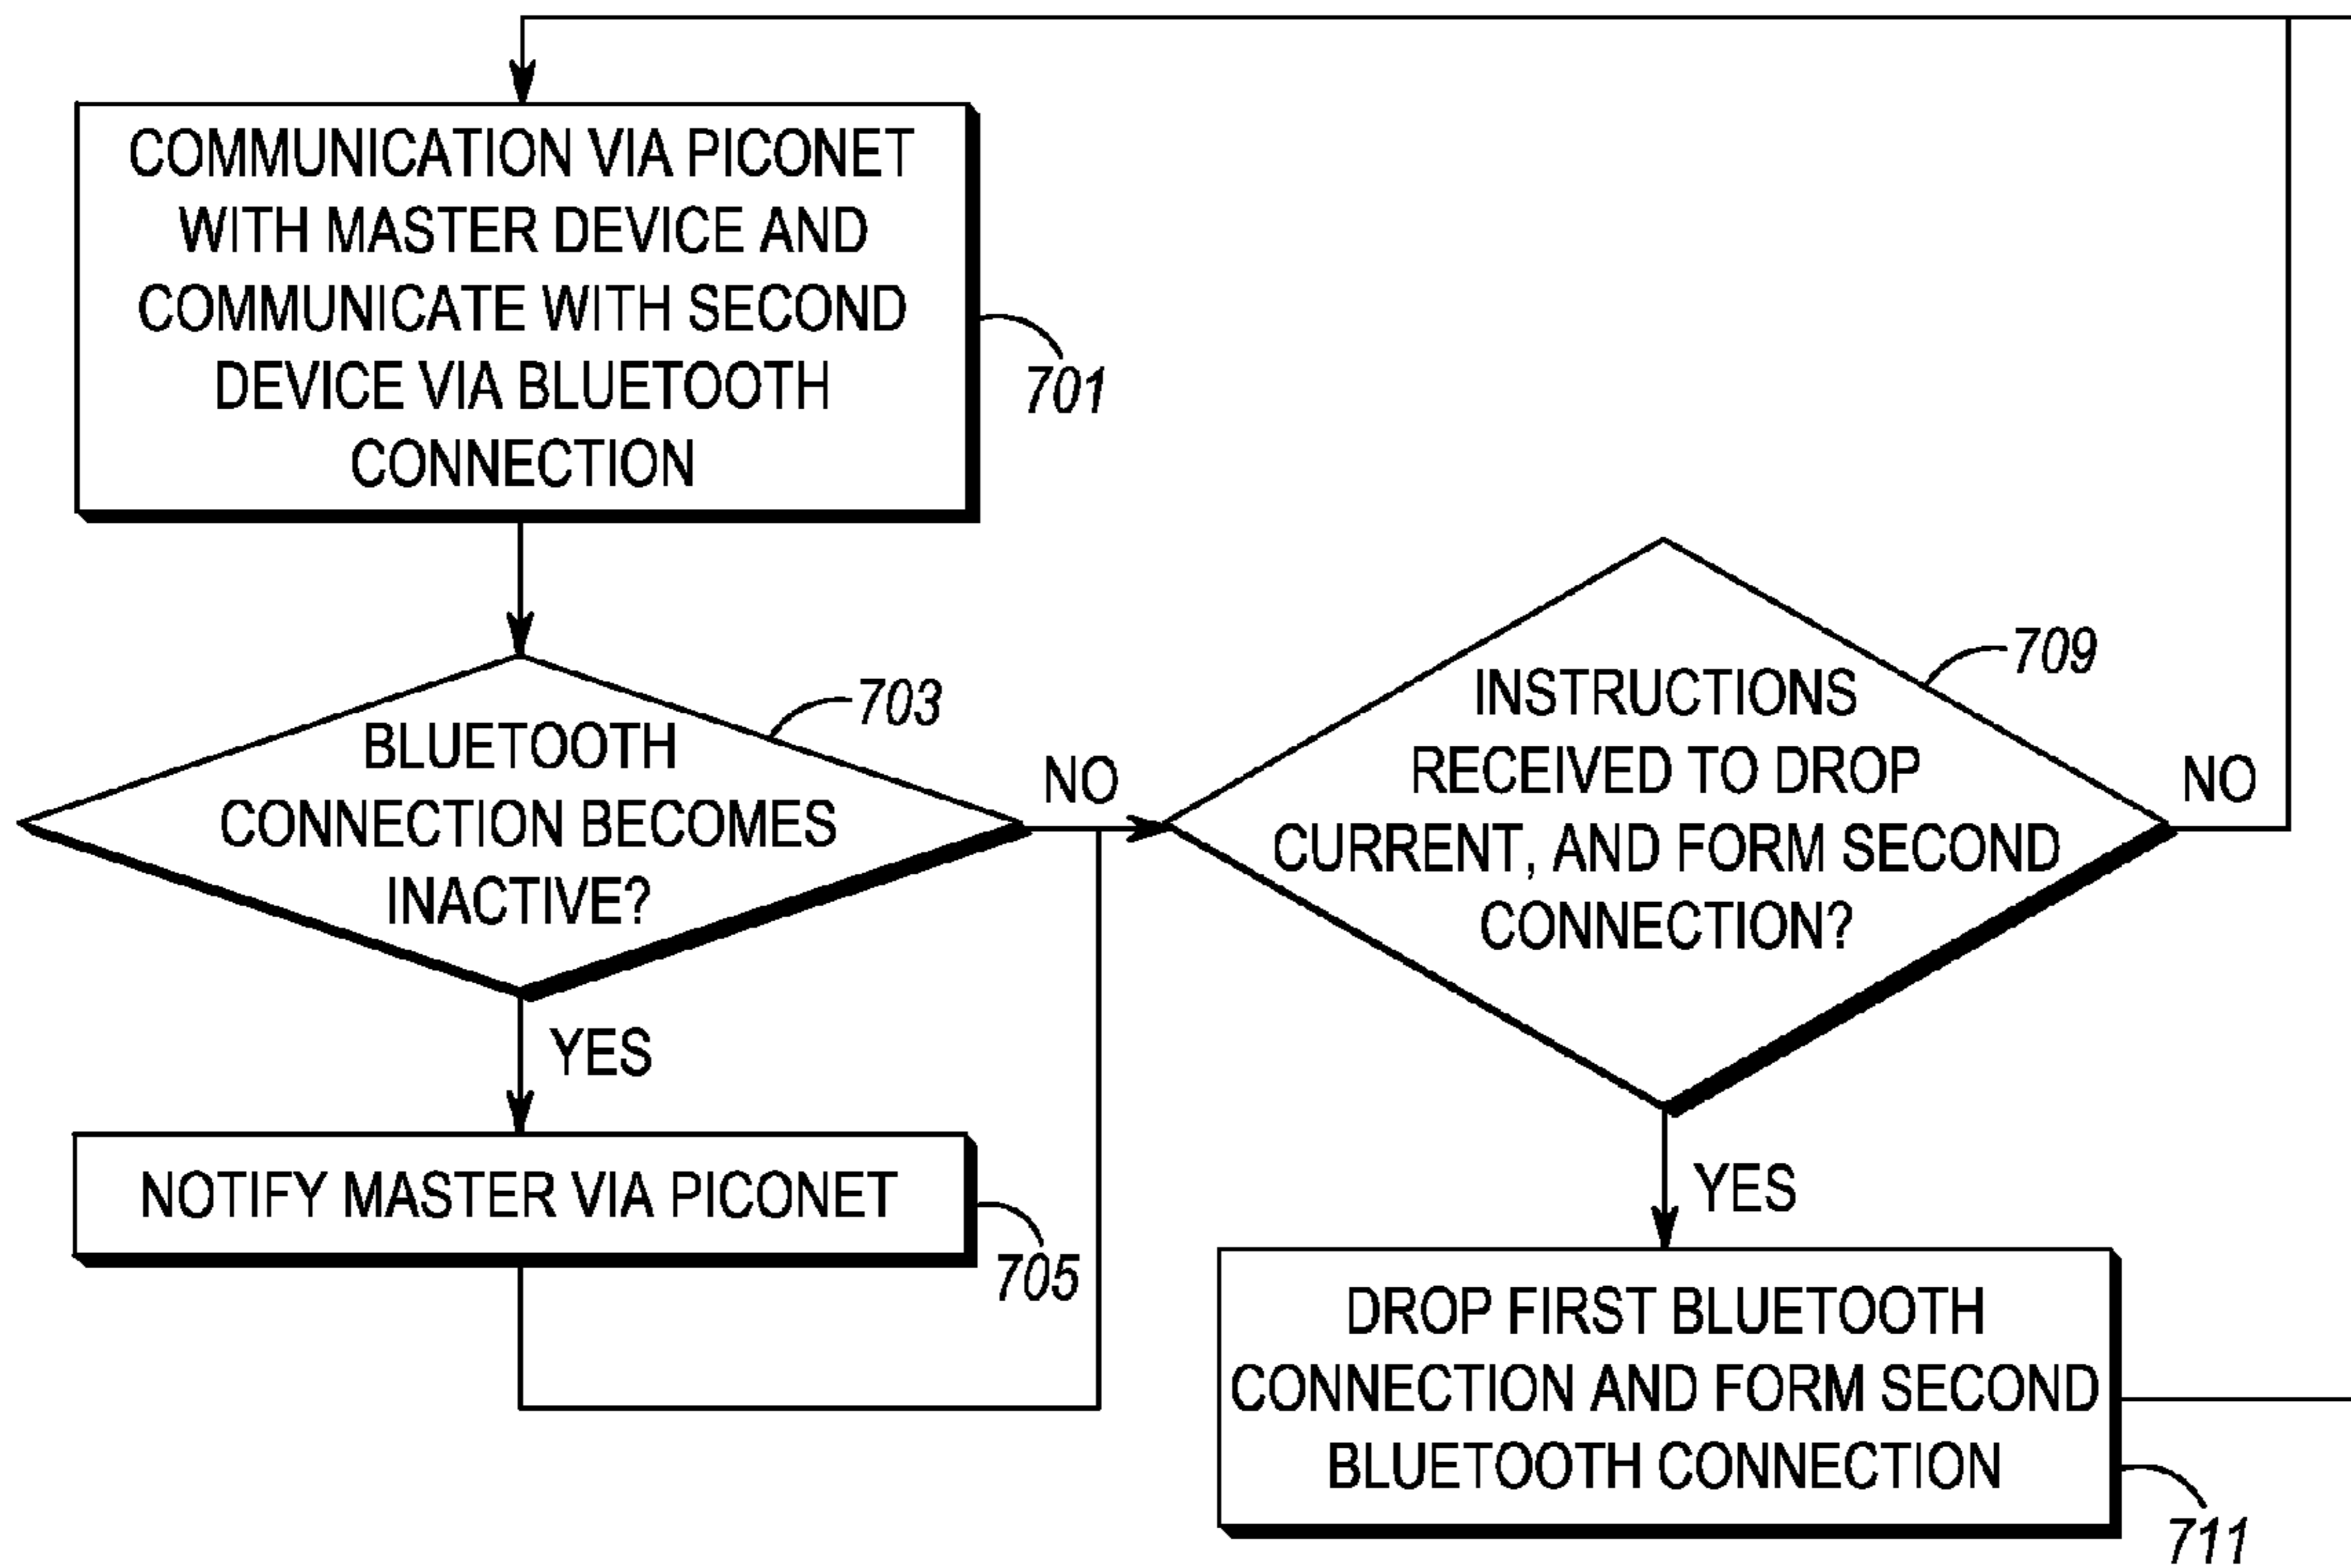 COMMUNICATION VIA PICONET
WITH MASTER DEVICE AND
COMMUNICATE WITH SECOND
DEVICE VIA BLUETOOTH
CONNECTION
701
BLUETOOTH
CONNECTION BECOMES
INACTIVE?
703
NO
YES
NOTIFY MASTER VIA PICONET
705
INSTRUCTIONS
RECEIVED TO DROP
CURRENT, AND FORM SECOND
CONNECTION?
709
NO
YES
DROP FIRST BLUETOOTH
CONNECTION AND FORM SECOND
BLUETOOTH CONNECTION
711